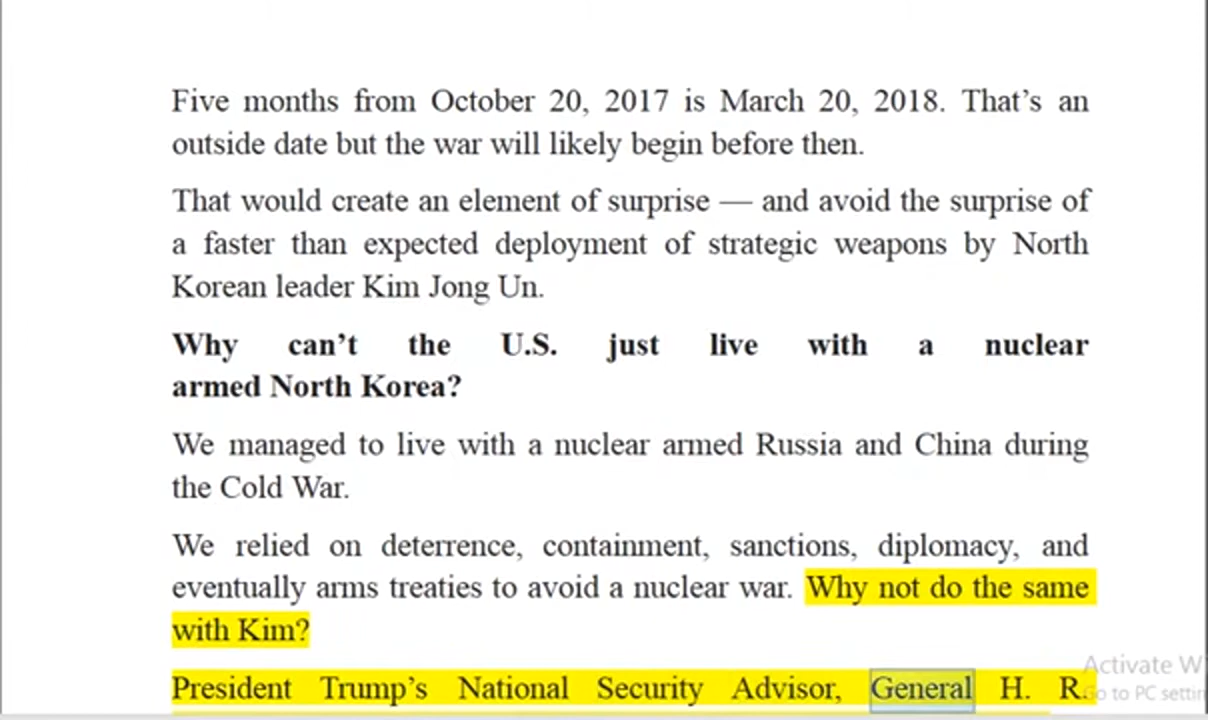 Five months from October 20, 2017 is March 20, 2018. That’s an
outside date but the war will likely begin before then.
That would create an element of surprise — and avoid the surprise of
a faster than expected deployment of strategic weapons by North
Korean leader Kim Jong Un.
Why can’t the U.S. just live with a nuclear
armed North Korea?
We managed to live with a nuclear armed Russia and China during
the Cold War.
We relied on deterrence, containment, sanctions, diplomacy, and
eventually arms treaties to avoid a nuclear war. Why not do the same
with Kim?
President Trump’s National Security Advisor, General H. R.
Activate W
Go to PC settin